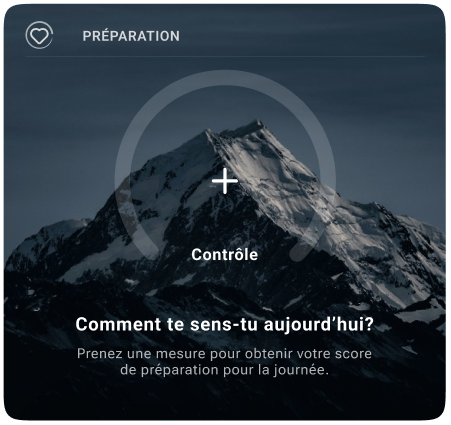 PRÉPARATION
Contrôle
Comment te sens-tu aujourd'hui?
Prenez une mesure pour obtenir votre score
de préparation pour la journée.